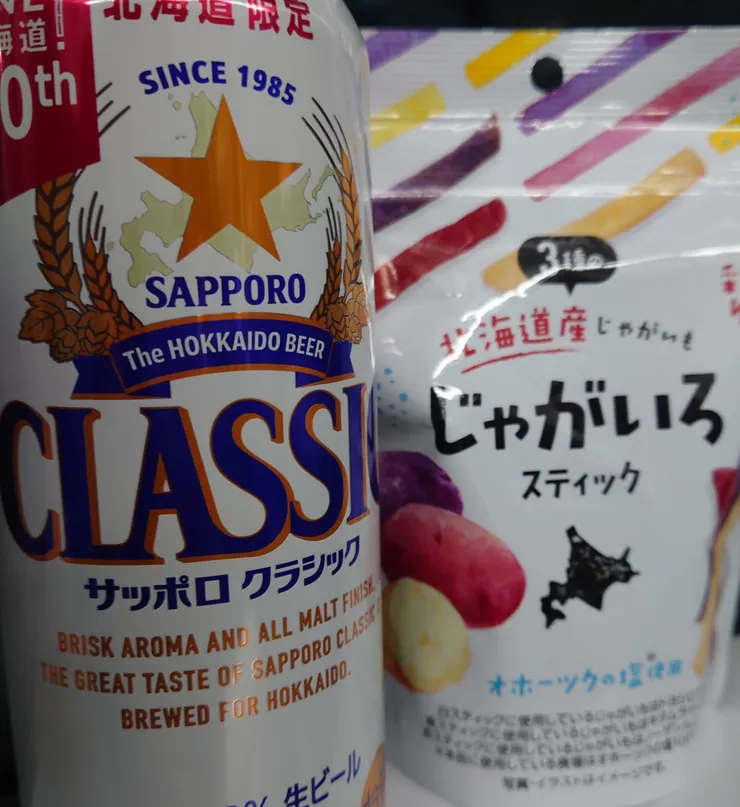 海道!
0th
北海道限定
SINCE 1985
SAPPORO
The HOKKAIDO BEER
CLASSIC
サッポロ クラシック
BRISK AROMA AND ALL MALT FINISH.
THE GREAT TASTE OF SAPPORO CLASSIC
BREWED FOR HOKKAIDO.
生ビール
3種の
北海道産じゃがいも
じゃがいろ
スティック
オホーツクの塩使用
写真・イラストはイメージです。